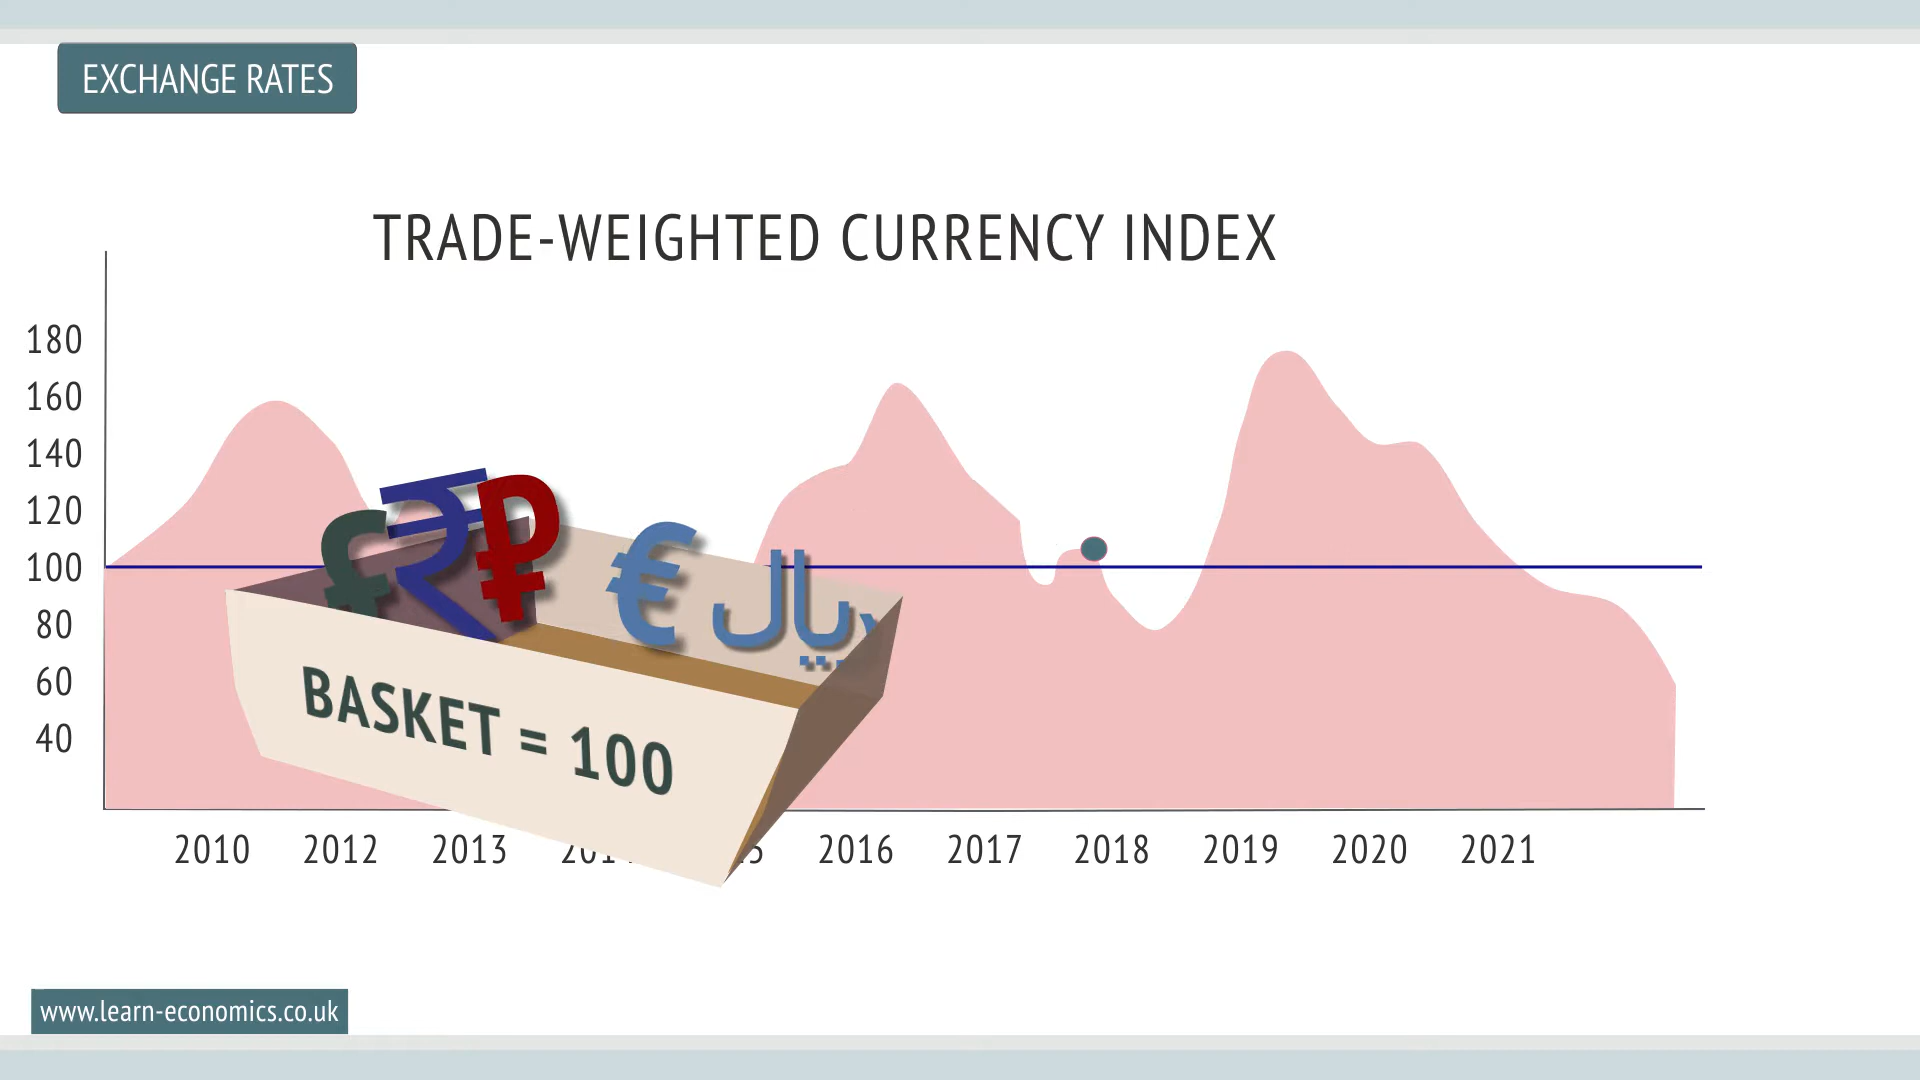 EXCHANGE RATES
TRADE-WEIGHTED CURRENCY INDEX
180
160
140
120
100
80
60
40
£ ₹ ₽ € ریال
BASKET = 100
2010 2012 2013 2016 2017 2018 2019 2020 2021
www.learn-economics.co.uk